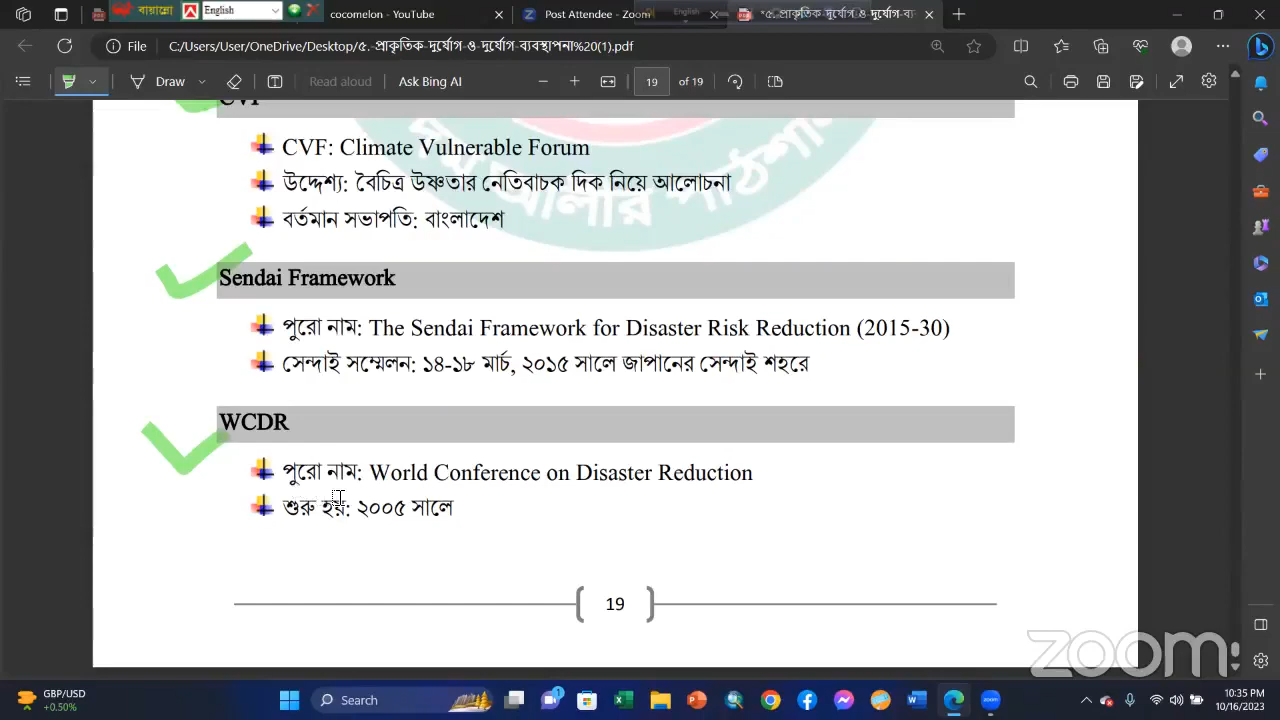 বায়ান্নো
English
cocomelon - YouTube
Post Attendee - Zoom
English
File
C:/Users/User/Desktop/৫.-প্রাকৃতিক-দুর্যোগ-ও-দুর্যোগ-ব্যবস্থাপনা%20(1).pdf
Draw
Read aloud
Ask Bing AI
19
of 19
CVF
CVF: Climate Vulnerable Forum
উদ্দেশ্য: বৈচিত্র উষ্ণতার নেতিবাচক দিক নিয়ে আলোচনা
বর্তমান সভাপতি: বাংলাদেশ
Sendai Framework
পুরো নাম: The Sendai Framework for Disaster Risk Reduction (2015-30)
সেন্দাই সম্মেলন: ১৪-১৮ মার্চ, ২০১৫ সালে জাপানের সেন্দাই শহরে
WCDR
পুরো নাম: World Conference on Disaster Reduction
শুরু হয়: ২০০৫ সালে
19
zoom
GBP/USD
+0.50%
Search
1
10:35 PM
10/16/2023